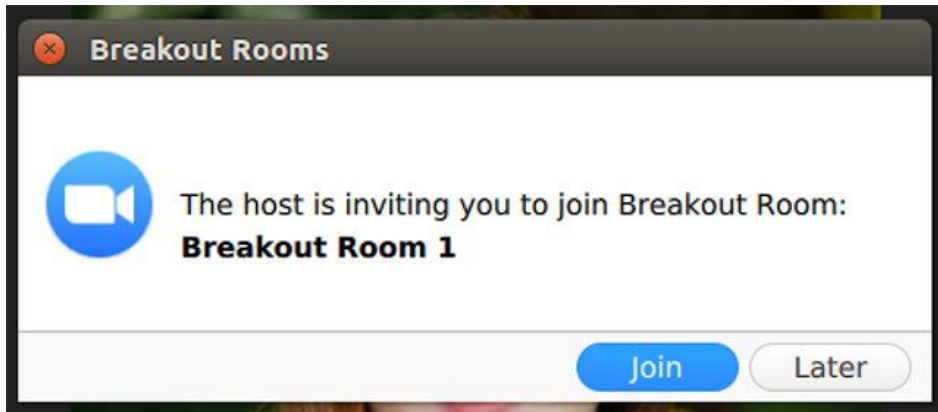 Breakout Rooms
The host is inviting you to join Breakout Room:
Breakout Room 1
Join Later